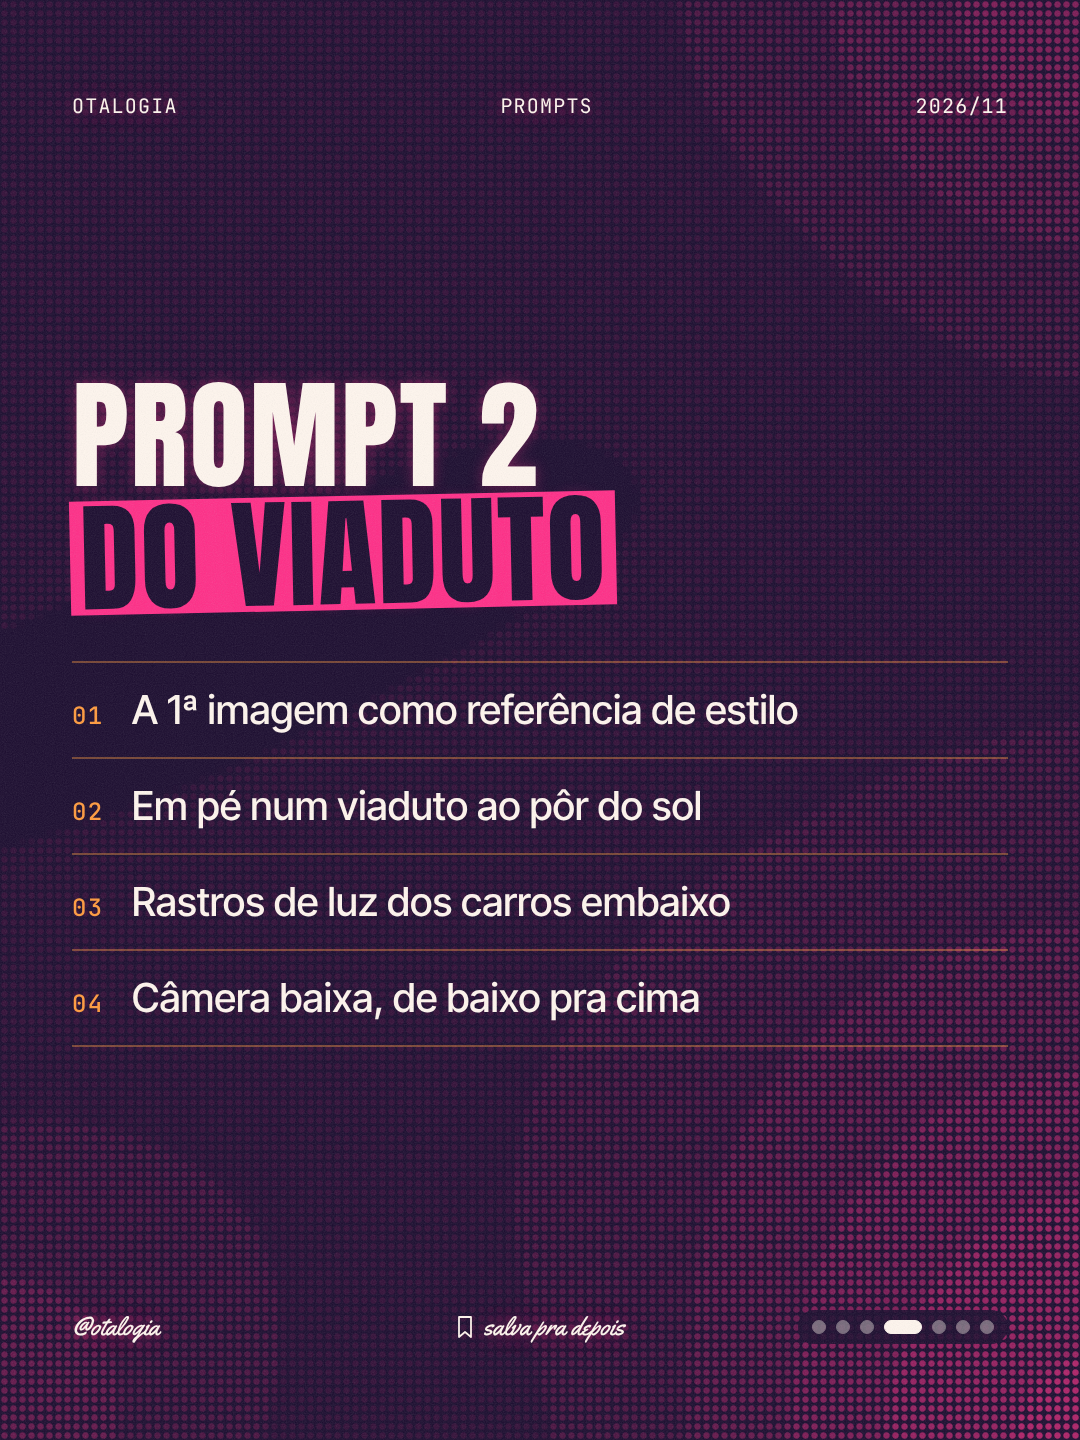 OTALOGIA PROMPTS 2026/11
PROMPT 2
DO VIADUTO
01 A 1ª imagem como referência de estilo
02 Em pé num viaduto ao pôr do sol
03 Rastros de luz dos carros embaixo
04 Câmera baixa, de baixo pra cima
@otalogia salva pra depois